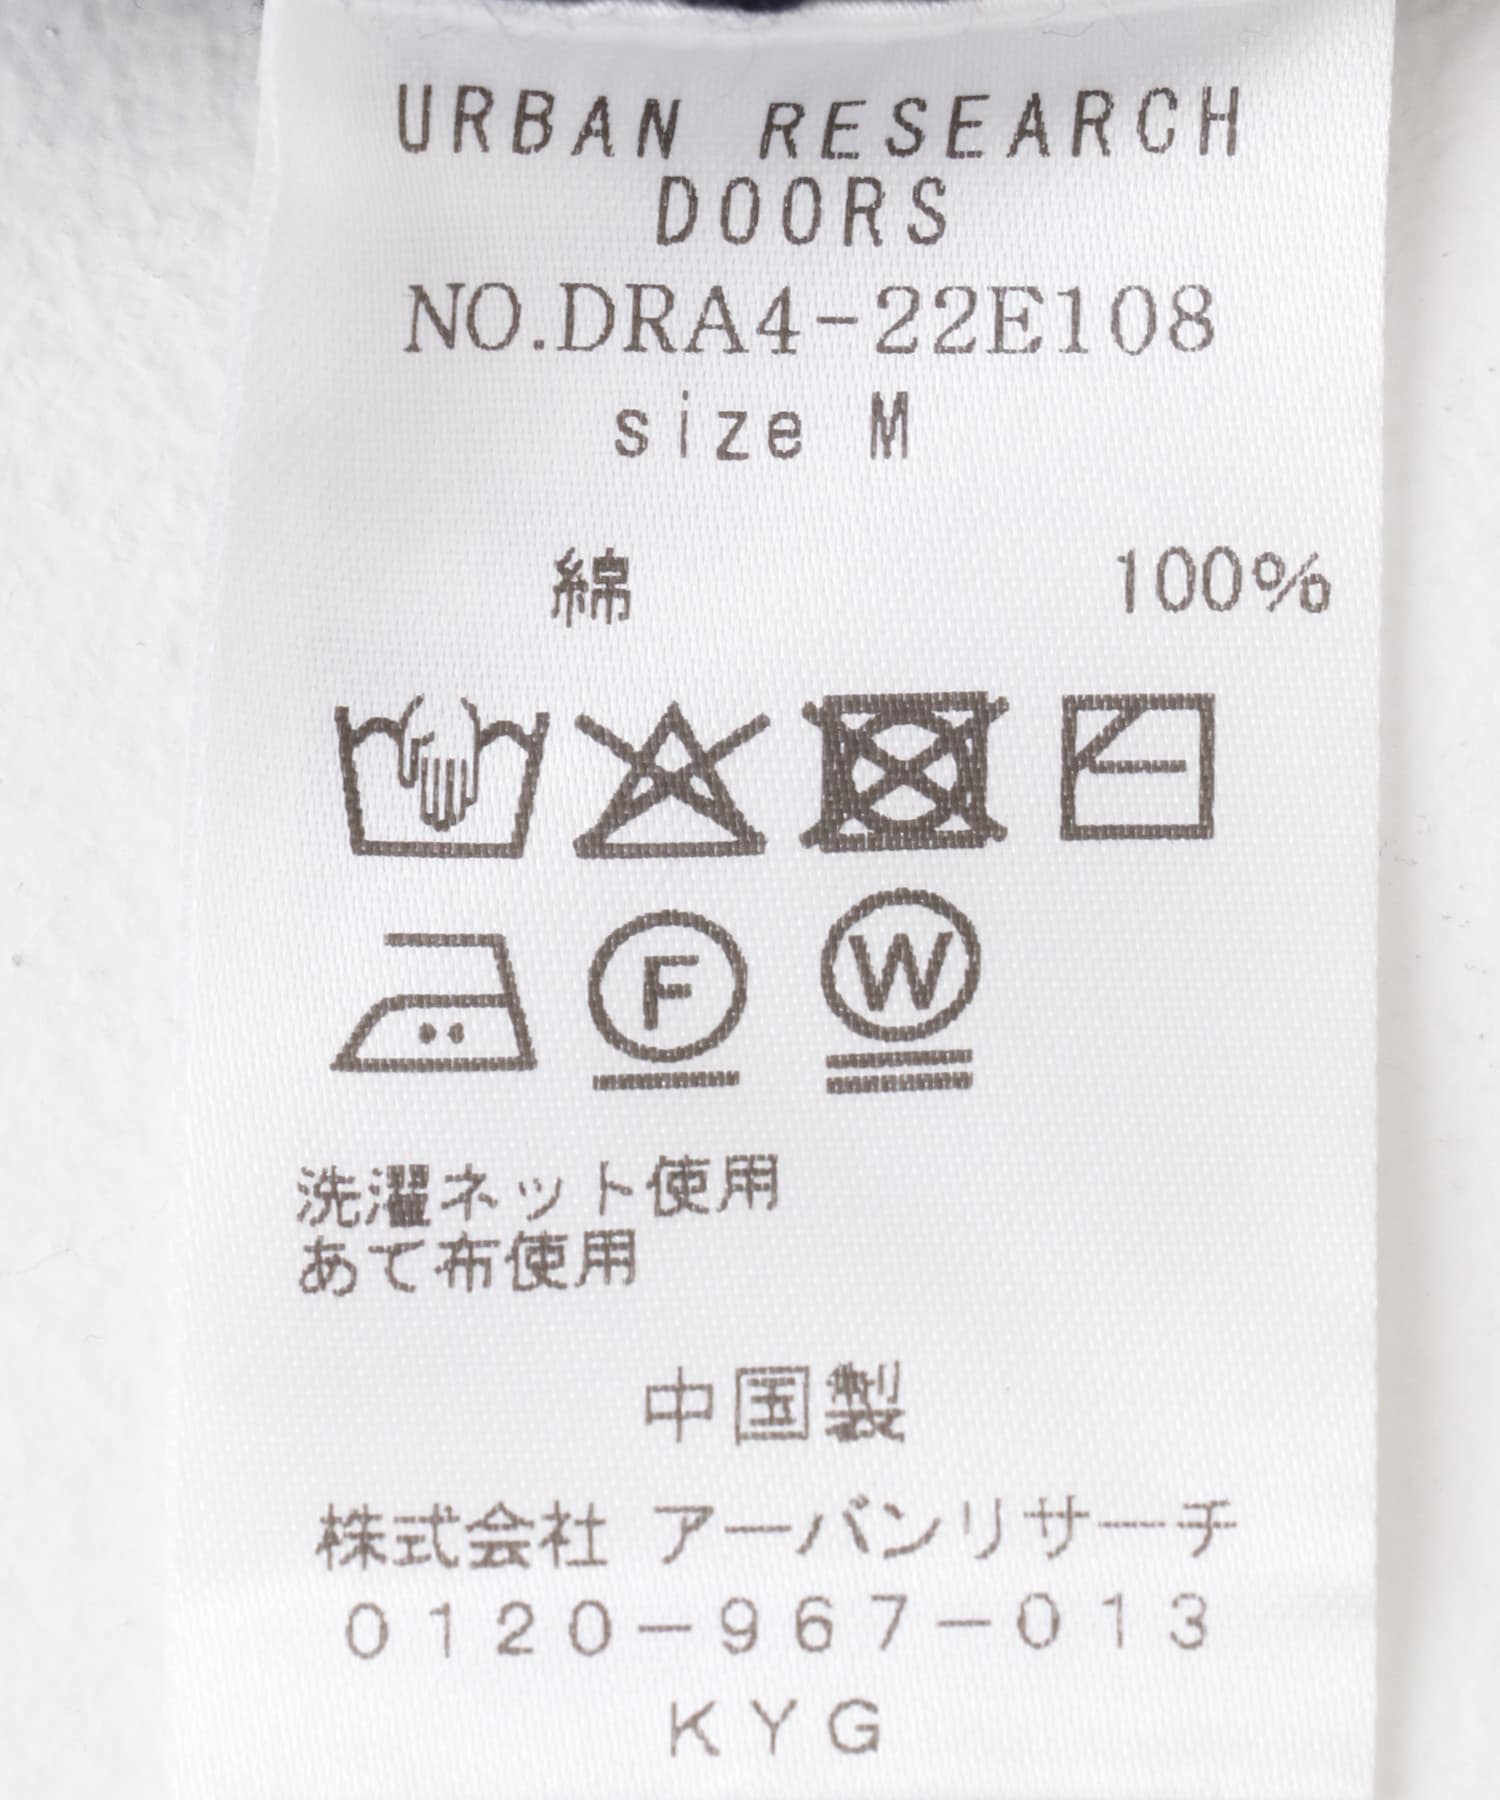 URBAN RESEARCH
DOORS
NO.DRA4-22E108
size M
綿 100%
F W
洗濯ネット使用
あて布使用
中国製
株式会社 アーバンリサーチ
0120-967-013
KYG